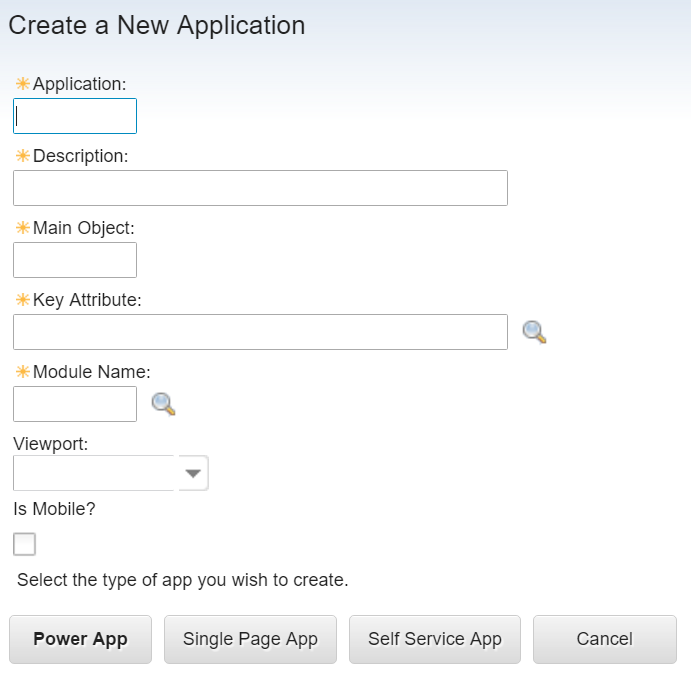 Create a New Application
Application:
Description:
Main Object:
Key Attribute:
Module Name:
Viewport:
Is Mobile?
Select the type of app you wish to create.
Power App Single Page App Self Service App Cancel